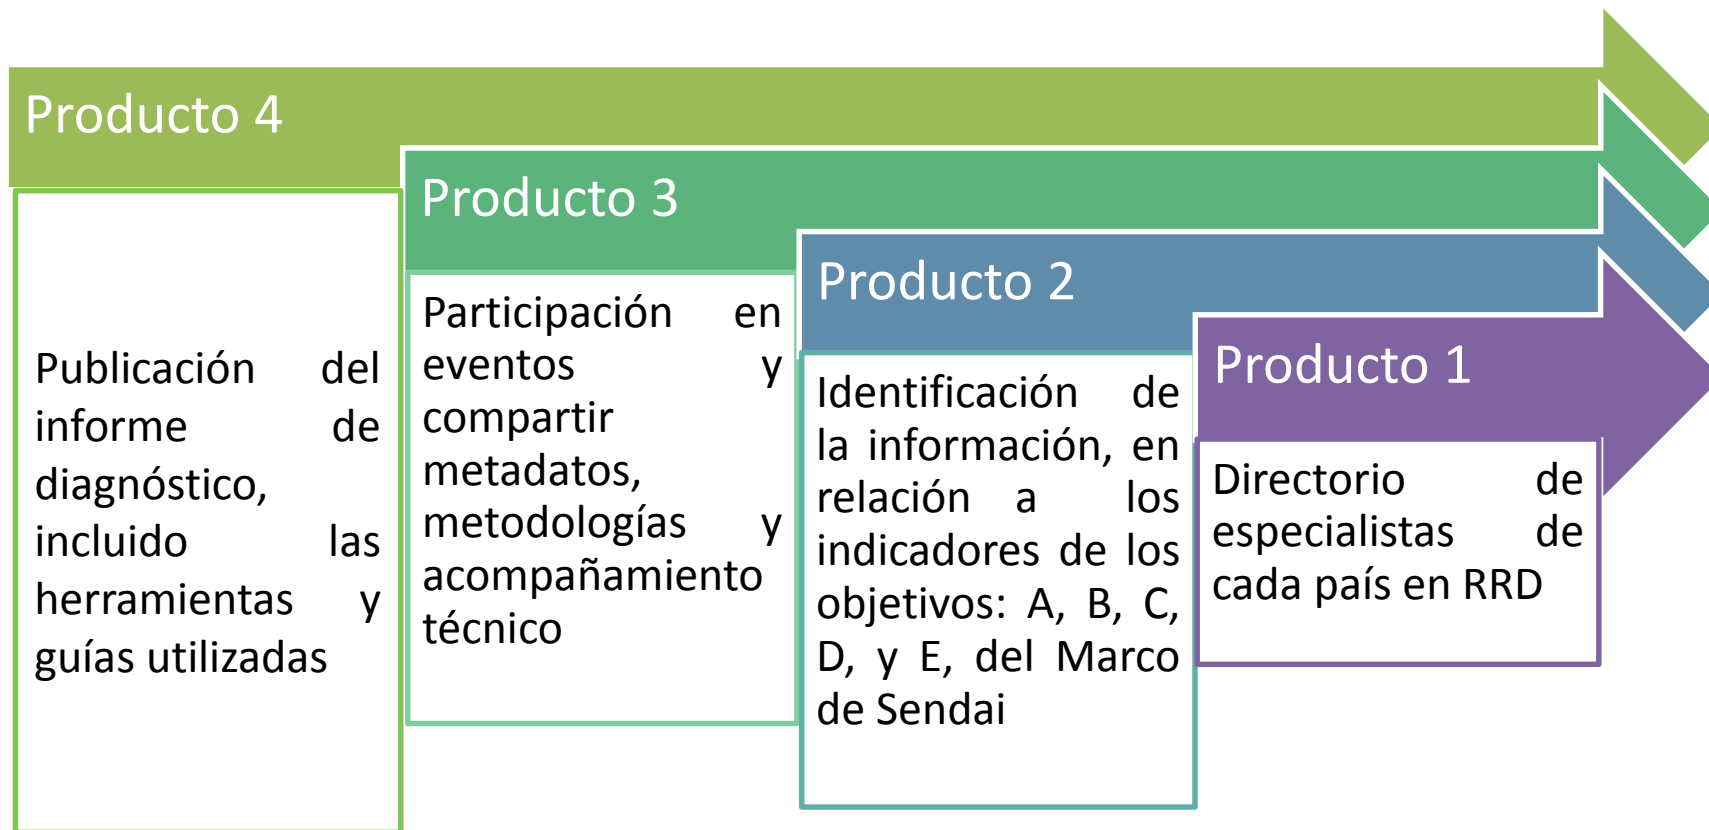 Producto 4
Publicación del
informe de
diagnóstico,
incluido las
herramientas y
guías utilizadas
Producto 3
Participación en
eventos y
compartir
metadatos,
metodologías y
acompañamiento
técnico
Producto 2
Identificación de
la información, en
relación a los
indicadores de los
objetivos: A, B, C,
D, y E, del Marco
de Sendai
Producto 1
Directorio de
especialistas de
cada país en RRD